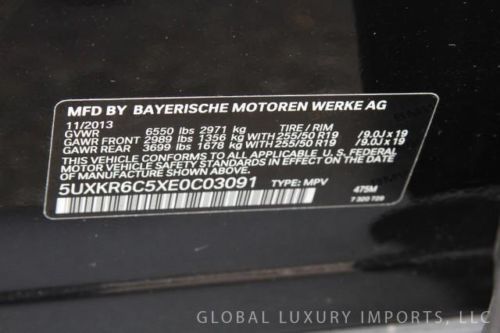 MFD BY BAYERISCHE MOTOREN WERKE AG
11/2013
GVWR 6550 lbs 2971 kg TIRE / RIM
GAWR FRONT 2989 lbs 1356 kg WITH 255/50 R19 /9.0J x 19
GAWR REAR 3699 lbs 1678 kg WITH 255/50 R19 /9.0J x 19
THIS VEHICLE CONFORMS TO ALL APPLICABLE U.S. FEDERAL
MOTOR VEHICLE SAFETY STANDARDS IN EFFECT ON THE DATE
OF MANUFACTURE SHOWN ABOVE.
5UXKR6C5XE0C03091 TYPE: MPV 475M
7 320 709
GLOBAL LUXURY IMPORTS, LLC